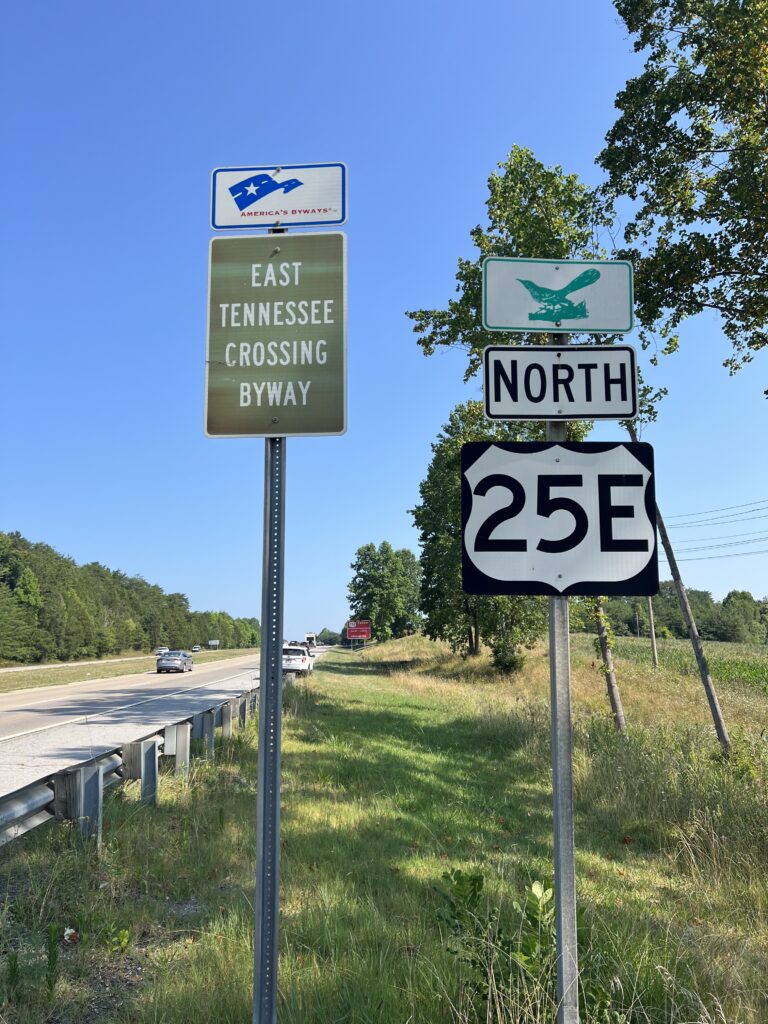 AMERICA'S BYWAYS
EAST
TENNESSEE
CROSSING
BYWAY
NORTH
25E